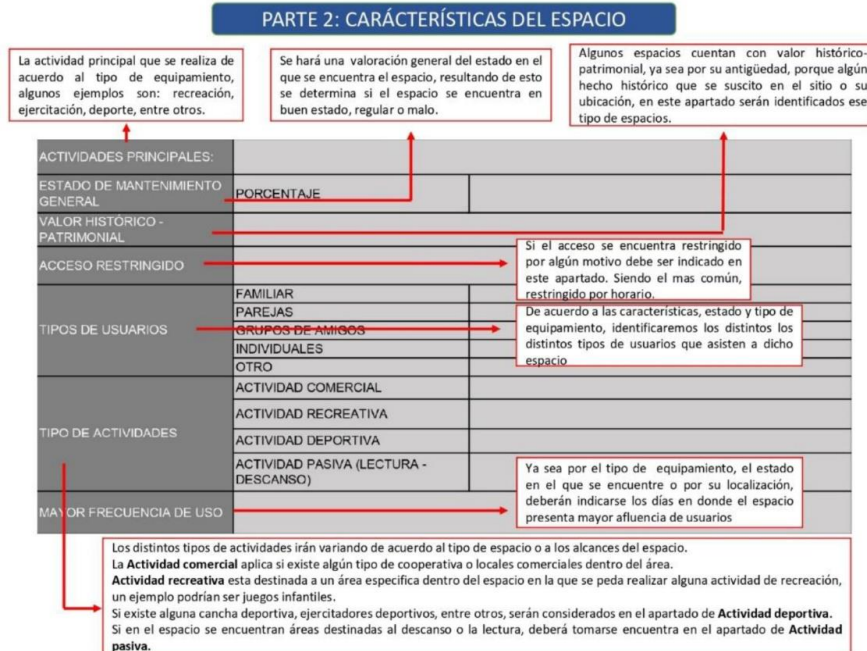 PARTE 2: CARÁCTERÍSTICAS DEL ESPACIO
La actividad principal que se realiza de
acuerdo al tipo de equipamiento,
algunos ejemplos son: recreación,
ejercitación, deporte, entre otros.
Se hará una valoración general del estado en el
que se encuentra el espacio, resultando de esto
se determina si el espacio se encuentra en
buen estado, regular o malo.
Algunos espacios cuentan con valor histórico-
patrimonial, ya sea por su antigüedad, porque algún
hecho histórico que se suscito en el sitio o su
ubicación, en este apartado serán identificados ese
tipo de espacios.
ACTIVIDADES PRINCIPALES:
ESTADO DE MANTENIMIENTO
GENERAL
PORCENTAJE
VALOR HISTÓRICO -
PATRIMONIAL
ACCESO RESTRINGIDO
Si el acceso se encuentra restringido
por algún motivo debe ser indicado en
este apartado. Siendo el mas común,
restringido por horario.
TIPOS DE USUARIOS
FAMILIAR
PAREJAS
GRUPOS DE AMIGOS
INDIVIDUALES
OTRO
De acuerdo a las características, estado y tipo de
equipamiento, identificaremos los distintos los
distintos tipos de usuarios que asisten a dicho
espacio
TIPO DE ACTIVIDADES
ACTIVIDAD COMERCIAL
ACTIVIDAD RECREATIVA
ACTIVIDAD DEPORTIVA
ACTIVIDAD PASIVA (LECTURA -
DESCANSO)
MAYOR FRECUENCIA DE USO
Ya sea por el tipo de equipamiento, el estado
en el que se encuentre o por su localización,
deberán indicarse los días en donde el espacio
presenta mayor afluencia de usuarios
Los distintos tipos de actividades irán variando de acuerdo al tipo de espacio o a los alcances del espacio.
La Actividad comercial aplica si existe algún tipo de cooperativa o locales comerciales dentro del área.
Actividad recreativa esta destinada a un área especifica dentro del espacio en la que se peda realizar alguna actividad de recreación,
un ejemplo podrían ser juegos infantiles.
Si existe alguna cancha deportiva, ejercitadores deportivos, entre otros, serán considerados en el apartado de Actividad deportiva.
Si en el espacio se encuentran áreas destinadas al descanso o la lectura, deberá tomarse encuentra en el apartado de Actividad
pasiva.